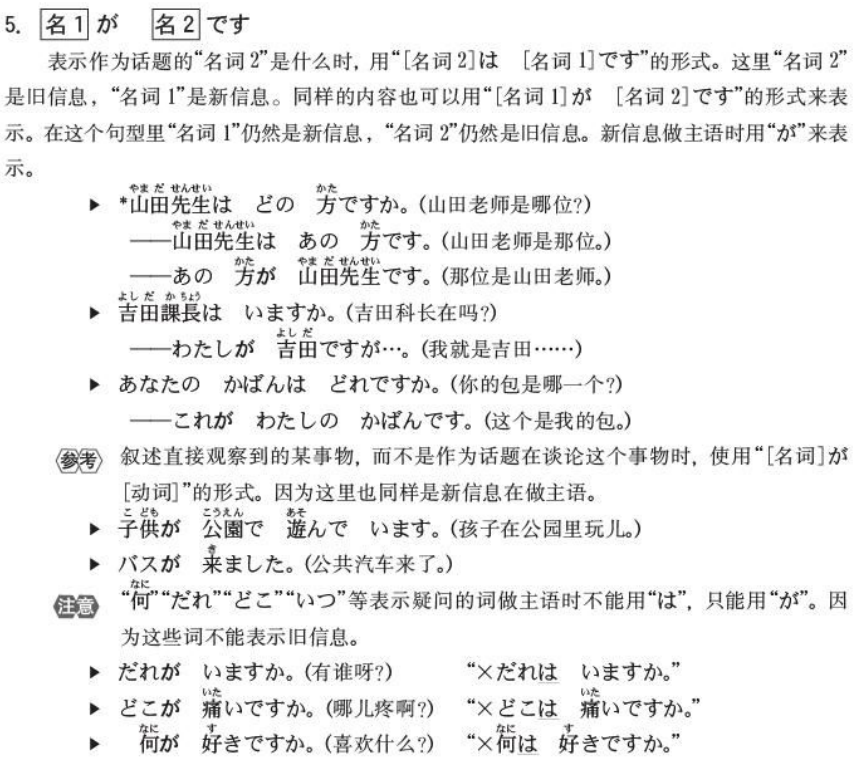 5. 名1 が　名2 です
表示作为话题的“名词2”是什么时，用“[名词2]は　[名词1]です”的形式。这里“名词2”
是旧信息，“名词1”是新信息。同样的内容也可以用“[名词1]が　[名词2]です”的形式来表
示。在这个句型里“名词1”仍然是新信息，“名词2”仍然是旧信息。新信息做主语时用“が”来表
示。
やま だ せんせい　かた
▶ *山田先生は　どの　方ですか。(山田老师是哪位?)
やま だ せんせい　かた
——山田先生は　あの　方です。(山田老师是那位。)
かた　やま だ せんせい
——あの　方が　山田先生です。(那位是山田老师。)
よし だ か ちょう
▶ 吉田課長は　いますか。(吉田科长在吗?)
よし だ
——わたしが　吉田ですが…。(我就是吉田……)
▶ あなたの　かばんは　どれですか。(你的包是哪一个?)
——これが　わたしの　かばんです。(这个是我的包。)
参考 叙述直接观察到的某事物，而不是作为话题在谈论这个事物时，使用“[名词]が
[动词]”的形式。因为这里也同样是新信息在做主语。
こ ども　こうえん　あそ
▶ 子供が　公園で　遊んで　います。(孩子在公园里玩儿。)
き
▶ バスが　来ました。(公共汽车来了。)
なに
注意 “何”“だれ”“どこ”“いつ”等表示疑问的词做主语时不能用“は”，只能用“が”。因
为这些词不能表示旧信息。
▶ だれが　いますか。(有谁呀?)　“×だれは　いますか。”
いた　いた
▶ どこが　痛いですか。(哪儿疼啊?)　“×どこは　痛いですか。”
なに　す　なに　す
▶ 何が　好きですか。(喜欢什么?)　“×何は　好きですか。”